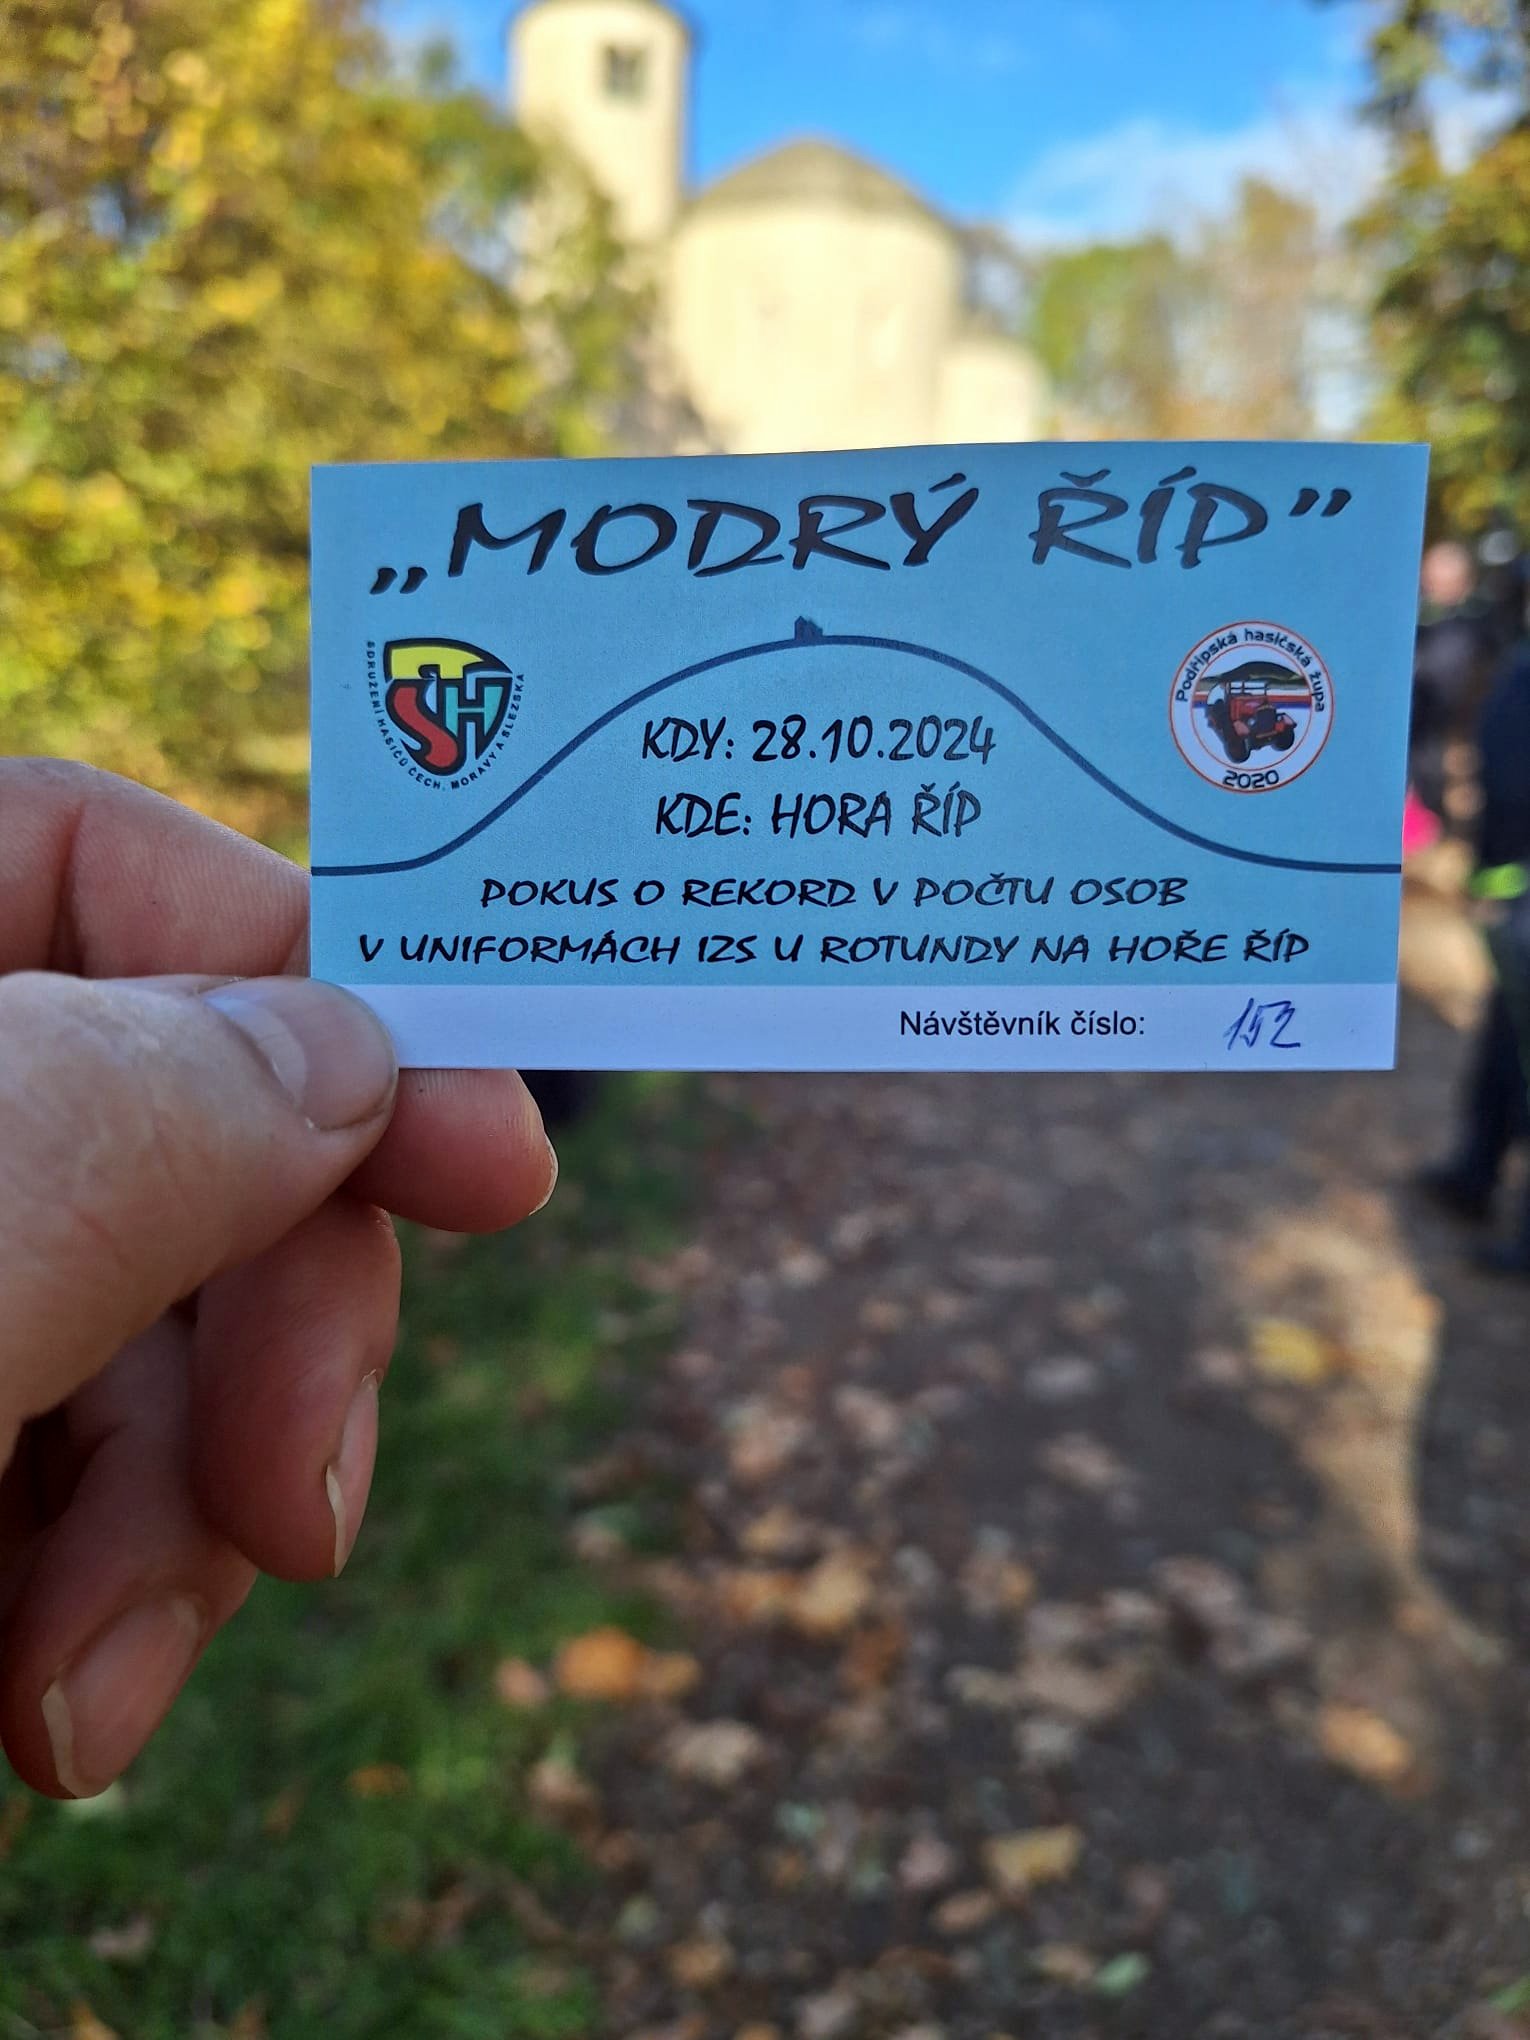 „MODRÝ ŘÍP”
SDRUŽENÍ HASIČŮ ČECH, MORAVY A SLEZSKA
SH
Podřipská hasičská župa
2020
KDY: 28.10.2024
KDE: HORA ŘÍP
POKUS O REKORD V POČTU OSOB
V UNIFORMÁCH IZS U ROTUNDY NA HOŘE ŘÍP
Návštěvník číslo: 152